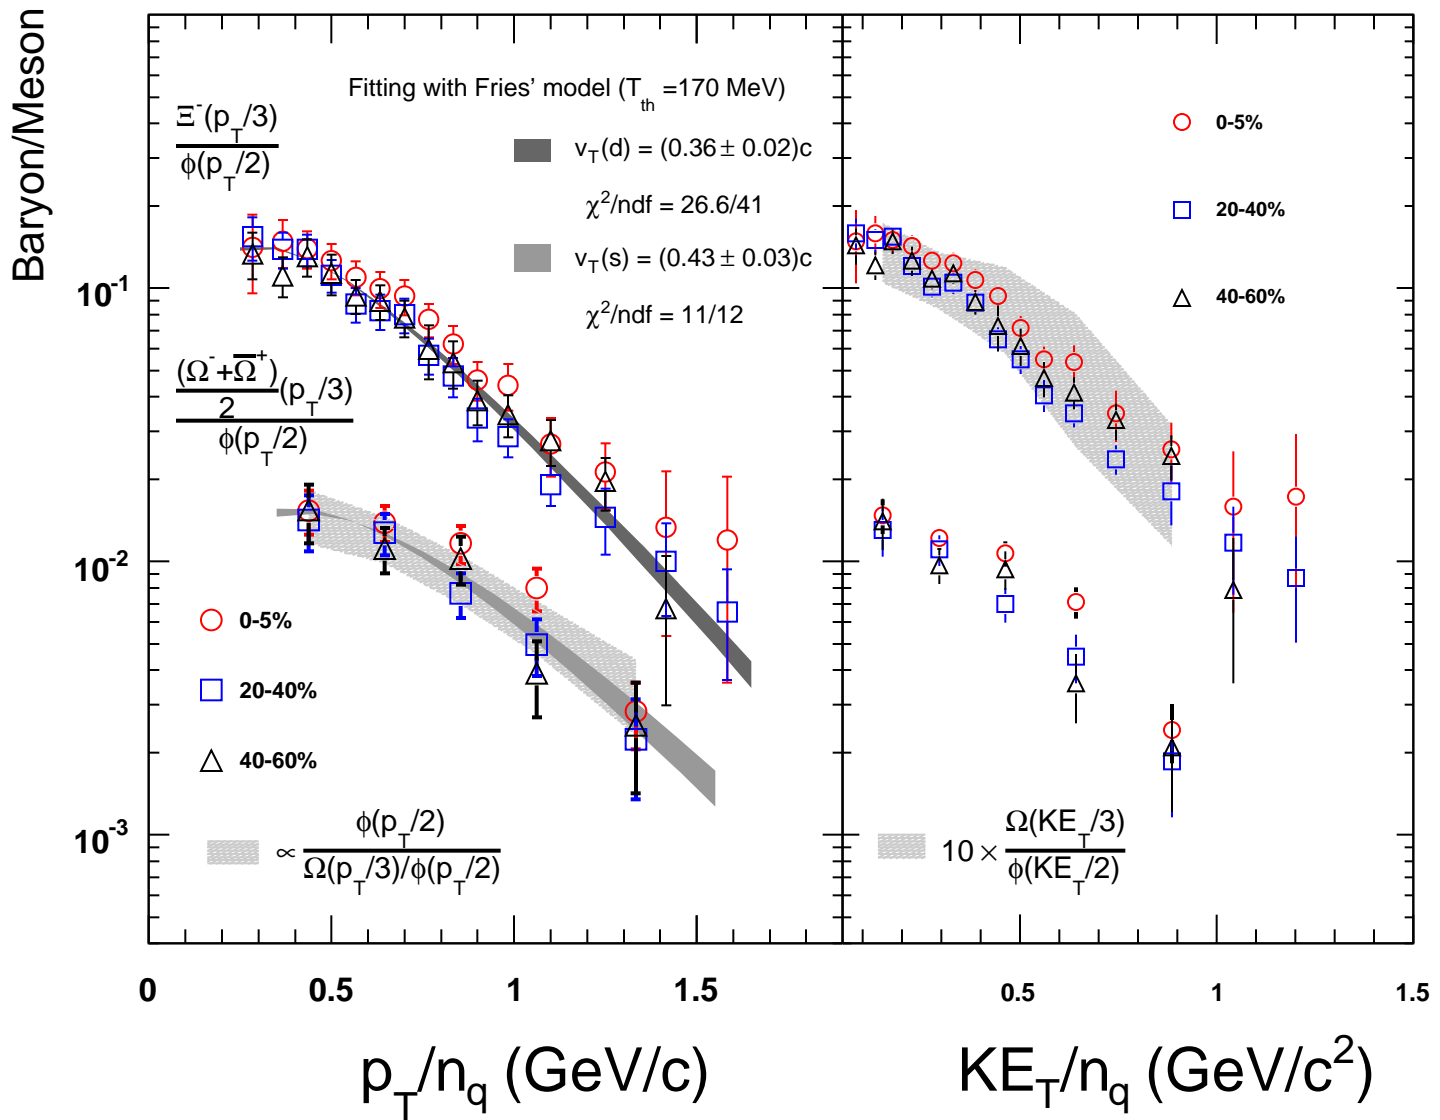 Baryon/Meson
Fitting with Fries' model (T_th =170 MeV)
Ξ⁻(p_T/3)
ϕ(p_T/2)
v_T(d) = (0.36 ± 0.02)c
χ²/ndf = 26.6/41
v_T(s) = (0.43 ± 0.03)c
χ²/ndf = 11/12
(Ω⁻+Ω̅⁺)
2
(p_T/3)
ϕ(p_T/2)
0-5%
20-40%
40-60%
∝ ϕ(p_T/2)
Ω(p_T/3)/ϕ(p_T/2)
10⁻¹
10⁻²
10⁻³
0 0.5 1 1.5
p_T/n_q (GeV/c)
0-5%
20-40%
40-60%
10 × Ω(KE_T/3)
ϕ(KE_T/2)
0.5 1 1.5
KE_T/n_q (GeV/c²)